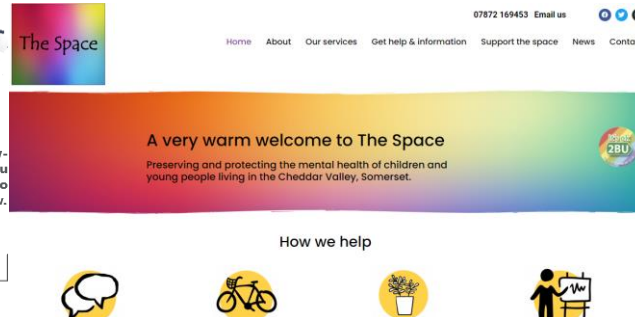 07872 169453 Email us
The Space
Home About Our services Get help & information Support the space News
A very warm welcome to The Space
Preserving and protecting the mental health of children and
young people living in the Cheddar Valley, Somerset.
2BU
How we help